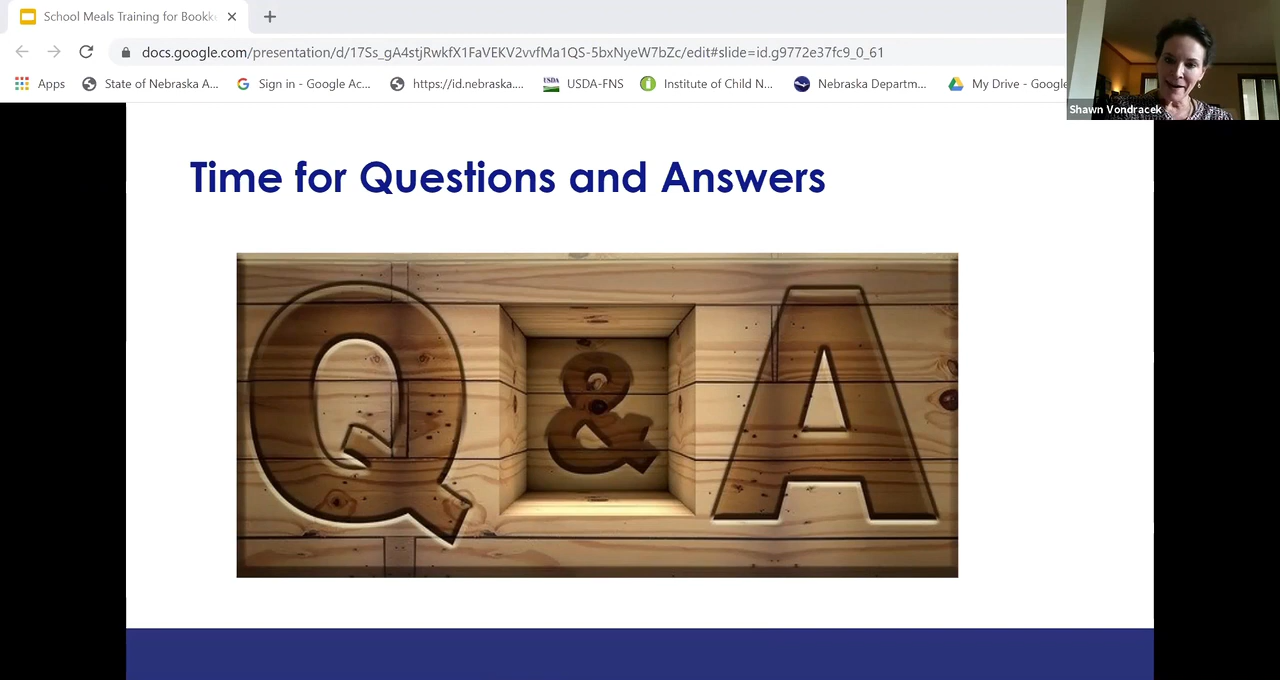 School Meals Training for Bookke
docs.google.com/presentation/d/17Ss_gA4stjRwkfX1FaVEKV2vvfMa1QS-5bxNyeW7bZc/edit#slide=id.g9772e37fc9_0_61
Apps State of Nebraska A... Sign in - Google Ac... https://id.nebraska.... USDA USDA-FNS Institute of Child N... Nebraska Departm... My Drive - Google
Shawn Vondracek
Time for Questions and Answers
Q & A